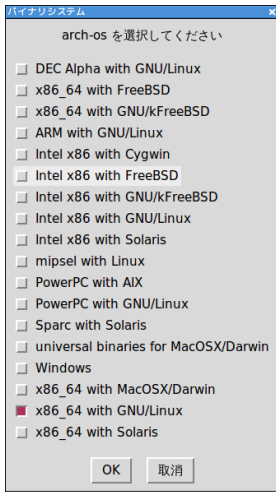 バイナリシステム
arch-os を選択してください
DEC Alpha with GNU/Linux
x86_64 with FreeBSD
x86_64 with GNU/kFreeBSD
ARM with GNU/Linux
Intel x86 with Cygwin
Intel x86 with FreeBSD
Intel x86 with GNU/kFreeBSD
Intel x86 with GNU/Linux
Intel x86 with Solaris
mipsel with Linux
PowerPC with AIX
PowerPC with GNU/Linux
Sparc with Solaris
universal binaries for MacOSX/Darwin
Windows
x86_64 with MacOSX/Darwin
x86_64 with GNU/Linux
x86_64 with Solaris
OK 取消